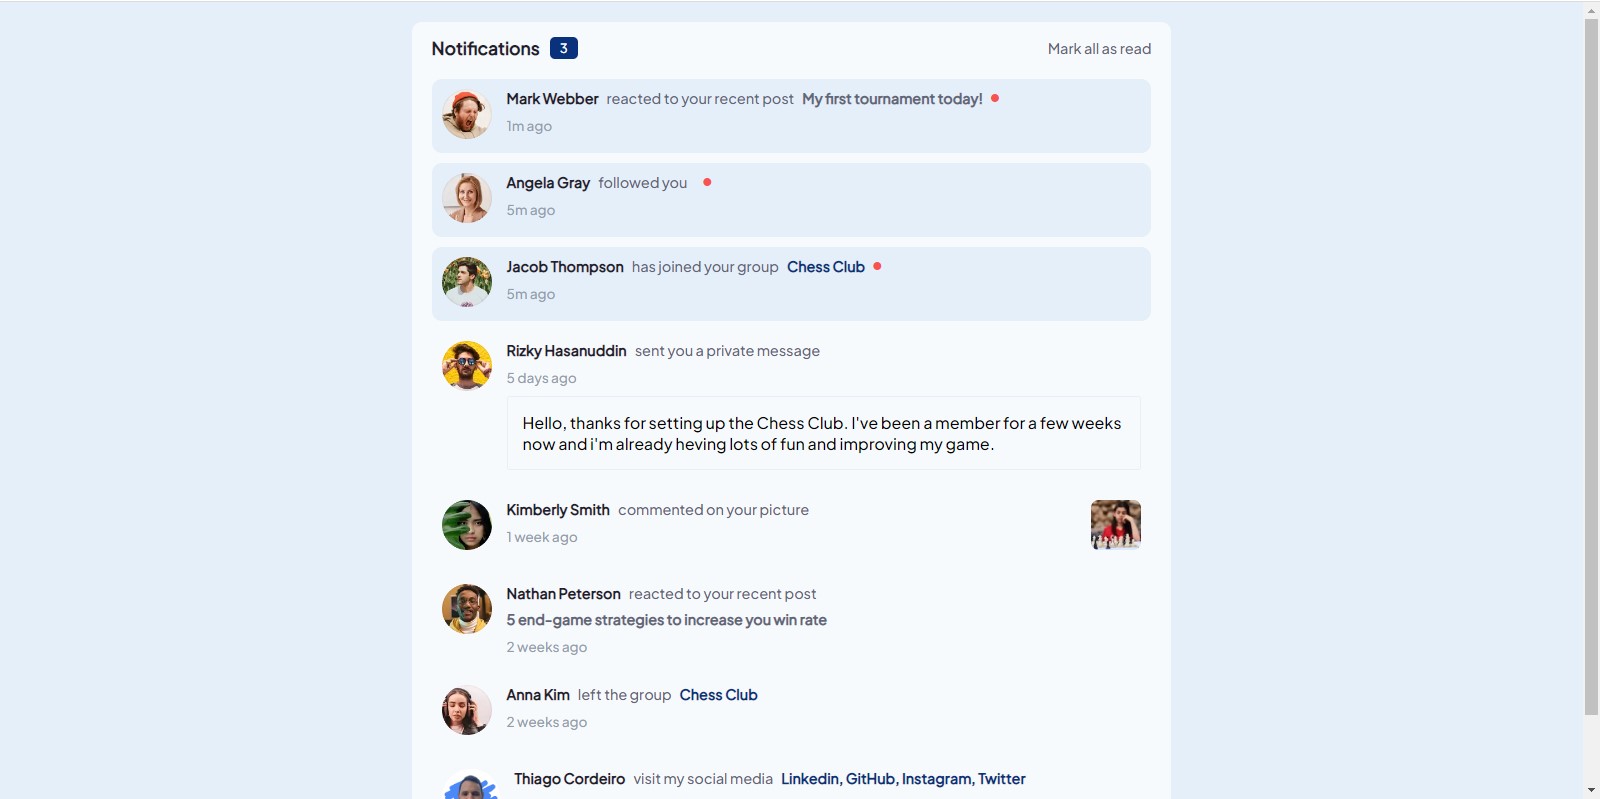 Notifications 3 Mark all as read
Mark Webber reacted to your recent post My first tournament today!
1m ago
Angela Gray followed you
5m ago
Jacob Thompson has joined your group Chess Club
5m ago
Rizky Hasanuddin sent you a private message
5 days ago
Hello, thanks for setting up the Chess Club. I've been a member for a few weeks
now and i'm already heving lots of fun and improving my game.
Kimberly Smith commented on your picture
1 week ago
Nathan Peterson reacted to your recent post
5 end-game strategies to increase you win rate
2 weeks ago
Anna Kim left the group Chess Club
2 weeks ago
Thiago Cordeiro visit my social media Linkedin, GitHub, Instagram, Twitter